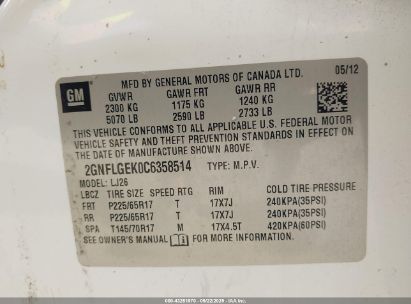 MFD BY GENERAL MOTORS OF CANADA LTD.
05/12
GM
GVWR GAWR FRT GAWR RR
2300 KG 1175 KG 1240 KG
5070 LB 2590 LB 2733 LB
THIS VEHICLE CONFORMS TO ALL APPLICABLE U.S. FEDERAL
MOTOR VEHICLE SAFETY AND THEFT PREVENTION STANDARDS IN EFFECT
ON THE DATE OF MANUFACTURE SHOWN ABOVE.
2GNFLGEK0C6358514 TYPE: M.P.V.
MODEL: LJ26
LBCZ TIRE SIZE SPEED RTG RIM COLD TIRE PRESSURE
FRT P225/65R17 T 17X7J 240KPA(35PSI)
RR P225/65R17 T 17X7J 240KPA(35PSI)
SPA T145/70R17 M 17X4.5T 420KPA(60PSI)
SEE OWNER'S MANUAL FOR MORE INFORMATION.